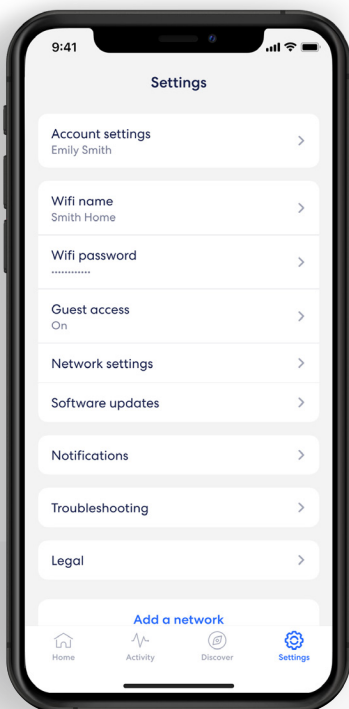 9:41
Settings
Account settings
Emily Smith
Wifi name
Smith Home
Wifi password
············
Guest access
On
Network settings
Software updates
Notifications
Troubleshooting
Legal
Add a network
Home Activity Discover Settings